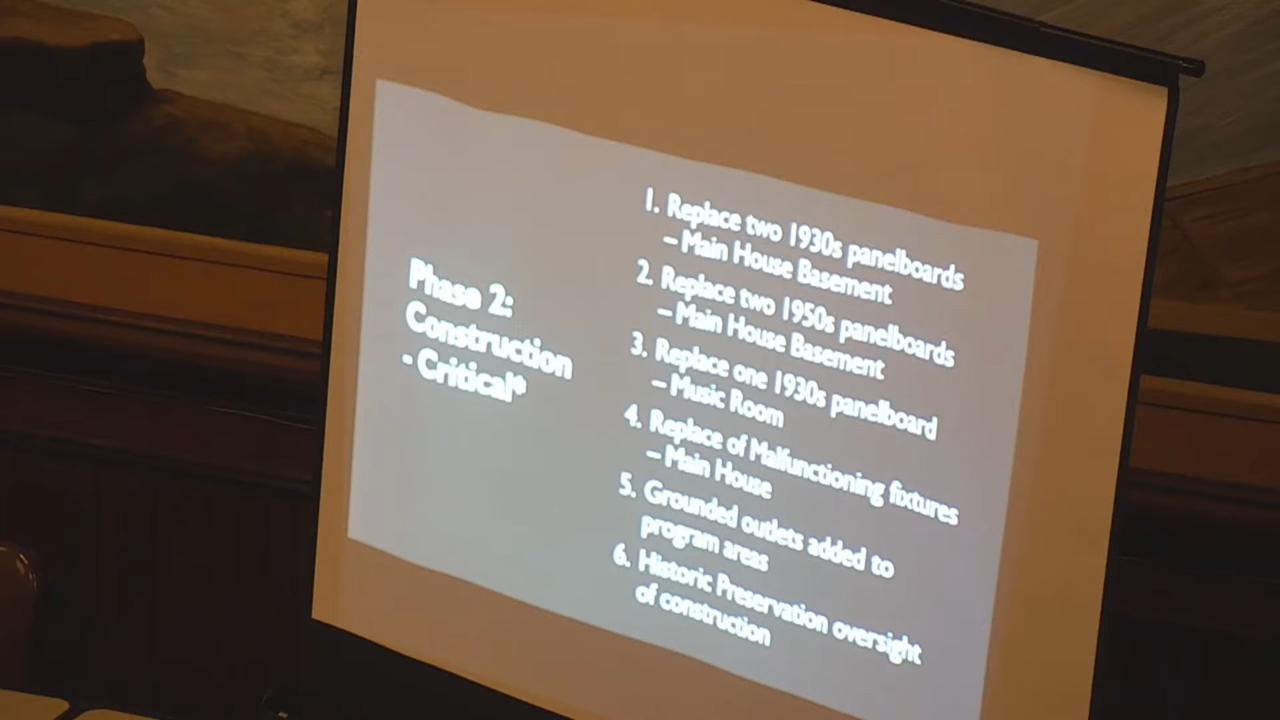 Phase 2:
Construction
- Critical*
1. Replace two 1930s panelboards
– Main House Basement
2. Replace two 1950s panelboards
– Main House Basement
3. Replace one 1930s panelboard
– Music Room
4. Replace of Malfunctioning fixtures
– Main House
5. Grounded outlets added to
program areas
6. Historic Preservation oversight
of construction